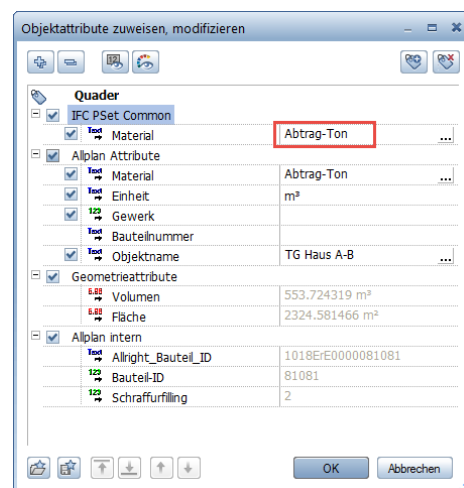 Objektattribute zuweisen, modifizieren
Quader
IFC PSet Common
Text Material Abtrag-Ton ...
Allplan Attribute
Text Material Abtrag-Ton ...
Text Einheit m³
123 Gewerk
Text Bauteilnummer
Text Objektname TG Haus A-B ...
Geometrieattribute
Volumen 553.724319 m³
Fläche 2324.581466 m²
Allplan intern
Text Allright_Bauteil_ID 1018ErE0000081081
123 Bauteil-ID 81081
123 Schraffurfilling 2
OK Abbrechen